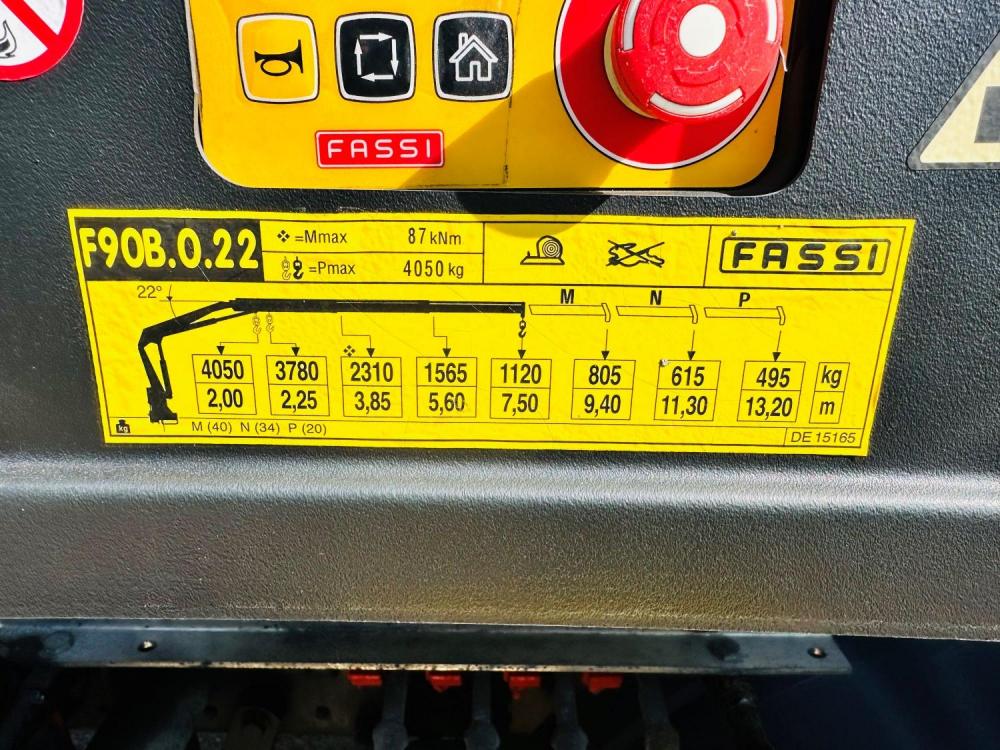 FASSI
F90B.0.22
❖ =Mmax 87 kNm
=Pmax 4050 kg
FASSI
22°
M N P
4050 3780 2310 1565 1120 805 615 495 kg
2,00 2,25 3,85 5,60 7,50 9,40 11,30 13,20 m
kg M (40) N (34) P (20)
DE 15165